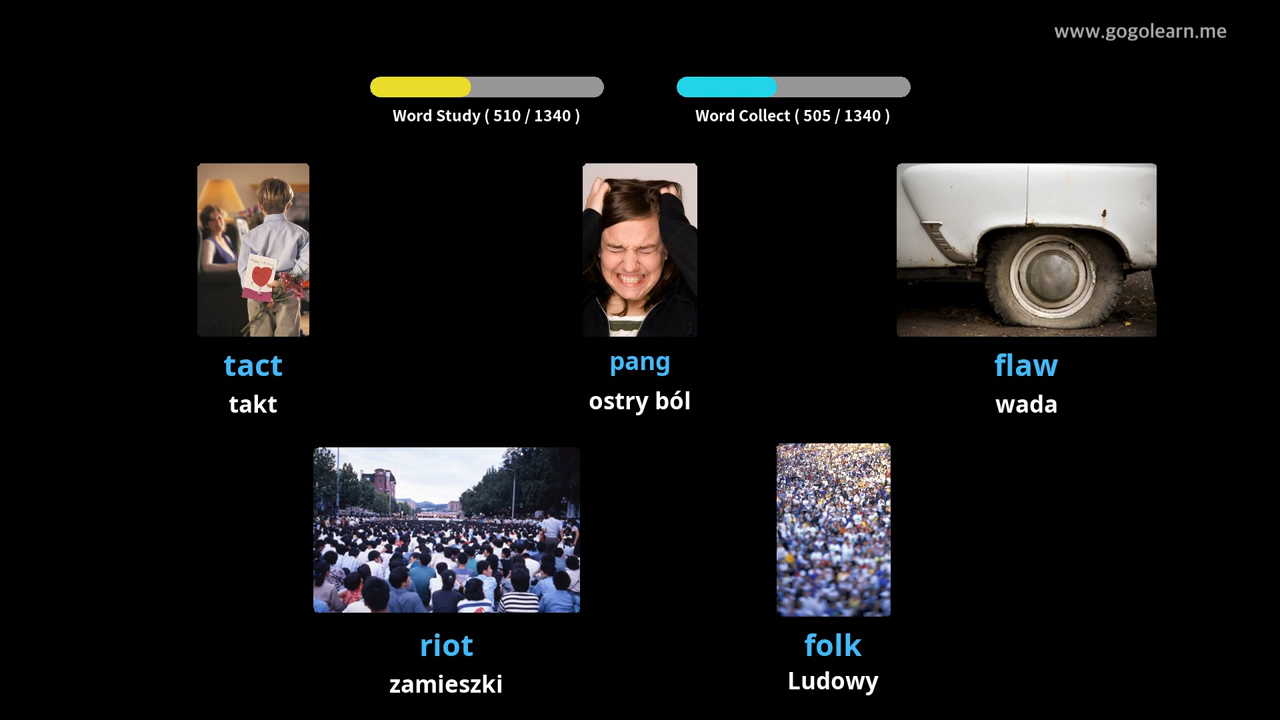 www.gogolearn.me
Word Study ( 510 / 1340 )
Word Collect ( 505 / 1340 )
tact
takt
pang
ostry ból
flaw
wada
riot
zamieszki
folk
Ludowy